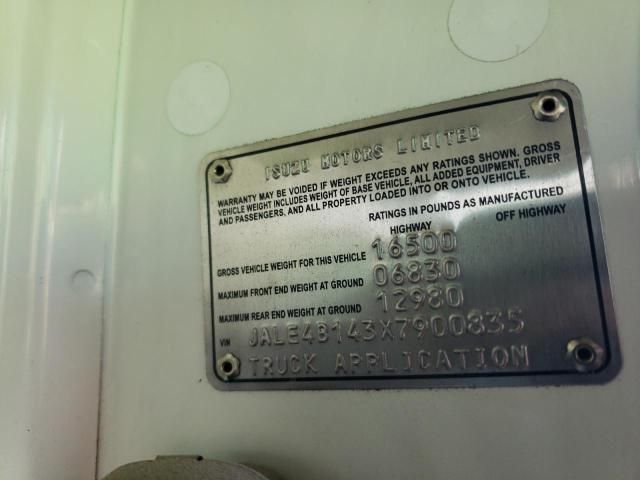 ISUZU MOTORS LIMITED
WARRANTY MAY BE VOIDED IF WEIGHT EXCEEDS ANY RATINGS SHOWN. GROSS
VEHICLE WEIGHT INCLUDES WEIGHT OF BASE VEHICLE, ALL ADDED EQUIPMENT, DRIVER
AND PASSENGERS, AND ALL PROPERTY LOADED INTO OR ONTO VEHICLE.
RATINGS IN POUNDS AS MANUFACTURED
HIGHWAY OFF HIGHWAY
GROSS VEHICLE WEIGHT FOR THIS VEHICLE 16500
MAXIMUM FRONT END WEIGHT AT GROUND 06830
MAXIMUM REAR END WEIGHT AT GROUND 12980
VIN JALE4B143X7900835
TRUCK APPLICATION